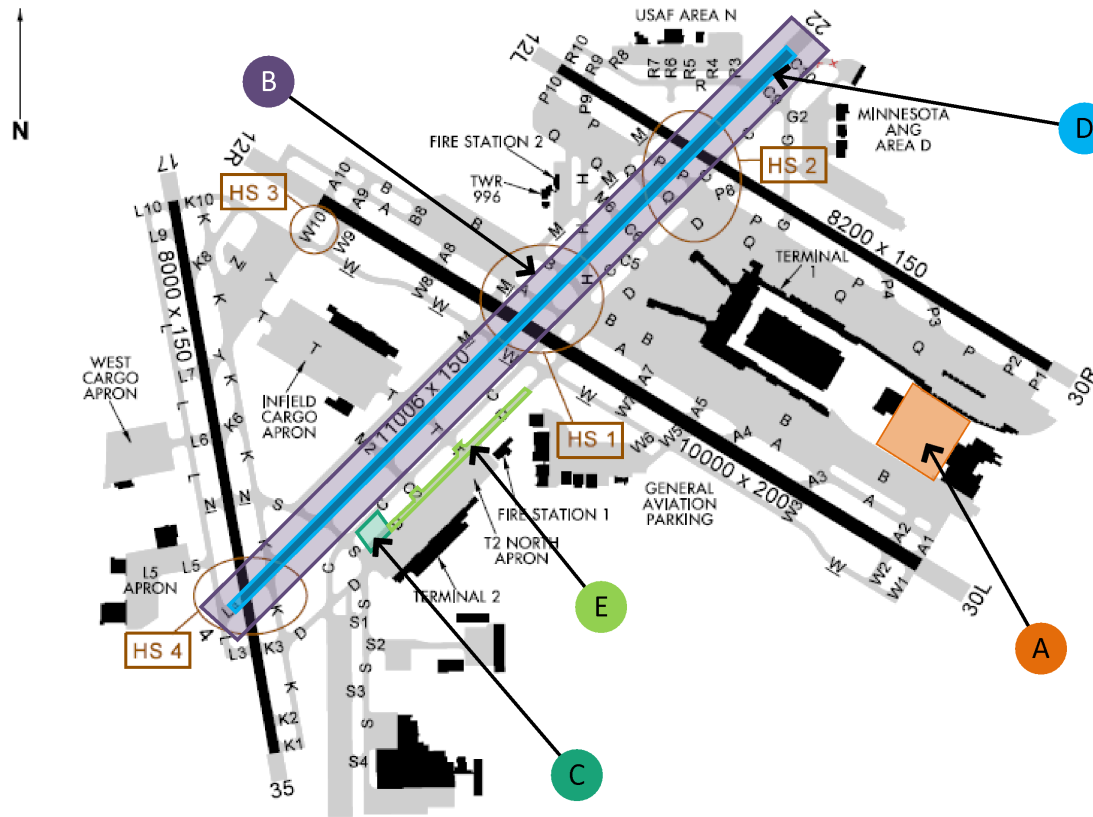 N
USAF AREA N
22
12L
R10
R9
R8
R7
R6
R5
R4
R3
R
P10
P9
C9
G2
G
MINNESOTA
ANG
AREA D
D
B
FIRE STATION 2
TWR
996
HS 2
P8
12R
17
A10
A9
B
A
B8
B
A8
HS 3
L10
K10
K
L9
K8
W10
W9
W
W8
W
M
M
H
H
M6
C6
C5
C
D
Q
P
8200 x 150
TERMINAL
1
P4
P3
P2
P1
30R
8000 x 150
Y
T
WEST
CARGO
APRON
INFIELD
CARGO
APRON
11006 x 150
L6
K6
L
K
N
HS 1
A7
A5
A4
A
A3
A2
A1
W7
W6
W5
W3
W
W2
W1
30L
10000 x 200
GENERAL
AVIATION
PARKING
FIRE STATION 1
T2 NORTH
APRON
TERMINAL 2
L5
APRON
L5
S
HS 4
4
L3
K3
K
K2
K1
35
D
C
S
S1
S2
S3
S4
A
E
C